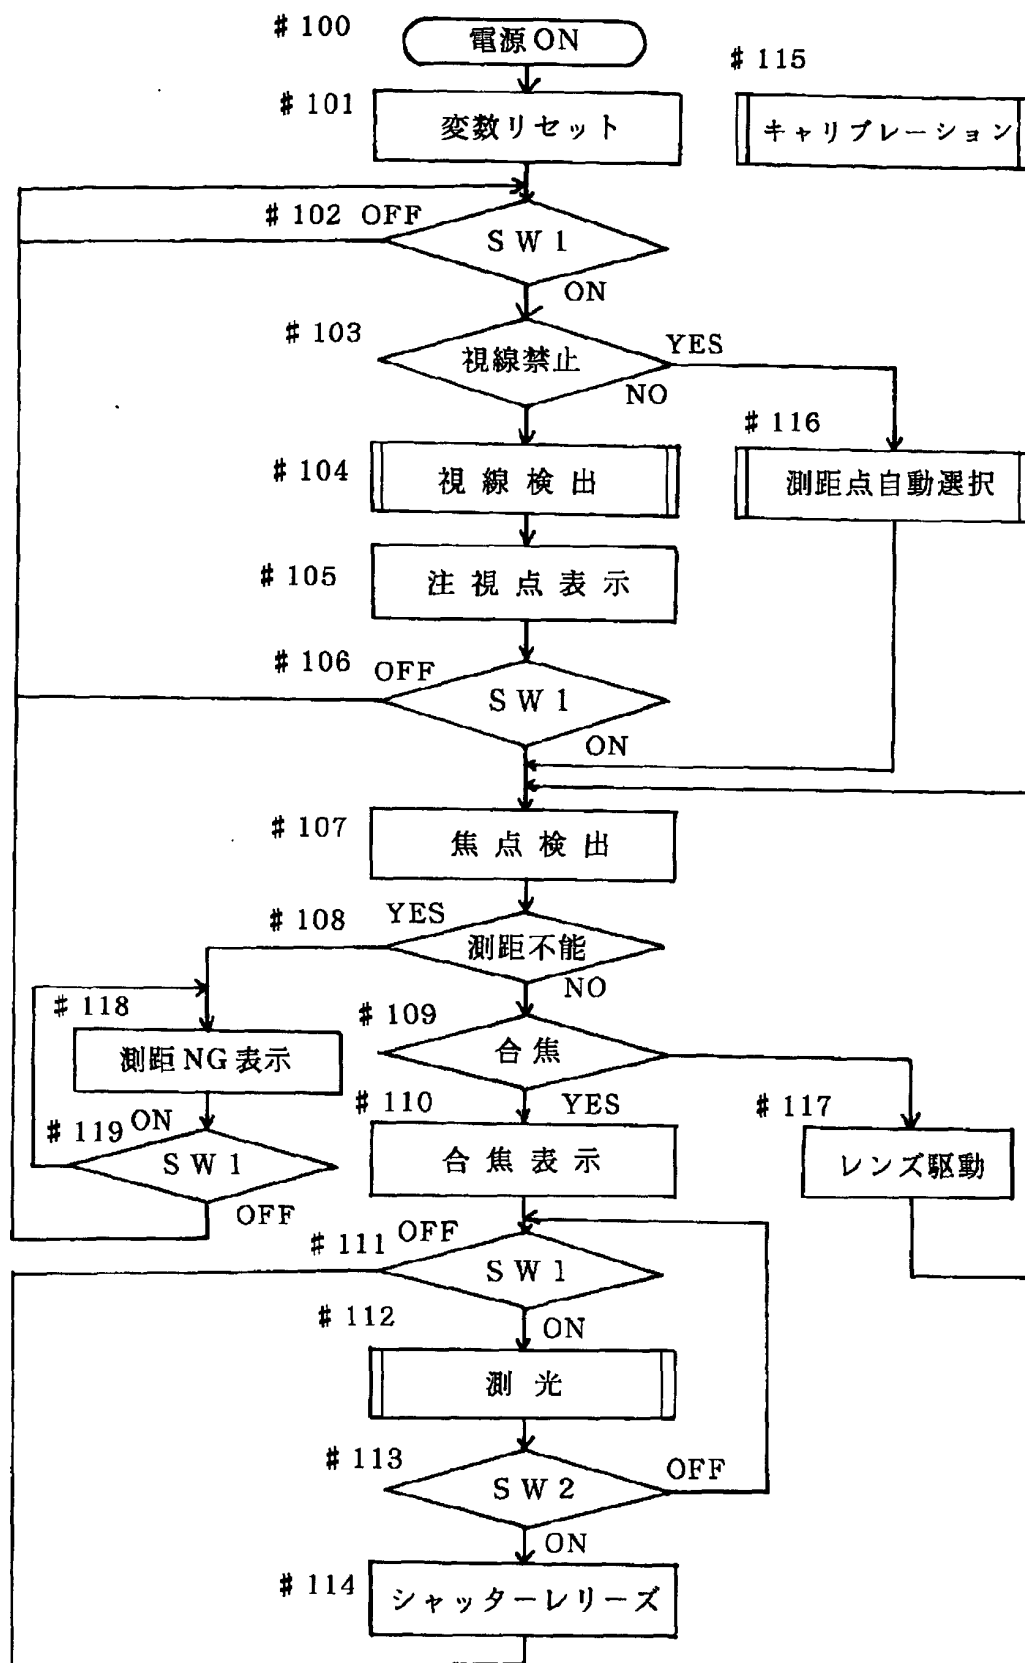 # 100
電源ON
# 115
# 101
変数リセット
キャリブレーション
# 102 OFF
SW1
ON
# 103
視線禁止
YES
NO
# 116
# 104
視線検出
測距点自動選択
# 105
注視点表示
# 106
OFF
SW1
ON
# 107
焦点検出
# 108
YES
測距不能
NO
# 118
# 109
測距NG表示
合焦
# 110
YES
# 117
# 119
ON
SW1
合焦表示
レンズ駆動
OFF
# 111
OFF
SW1
# 112
ON
測光
# 113
SW2
OFF
ON
# 114
シャッターレリーズ